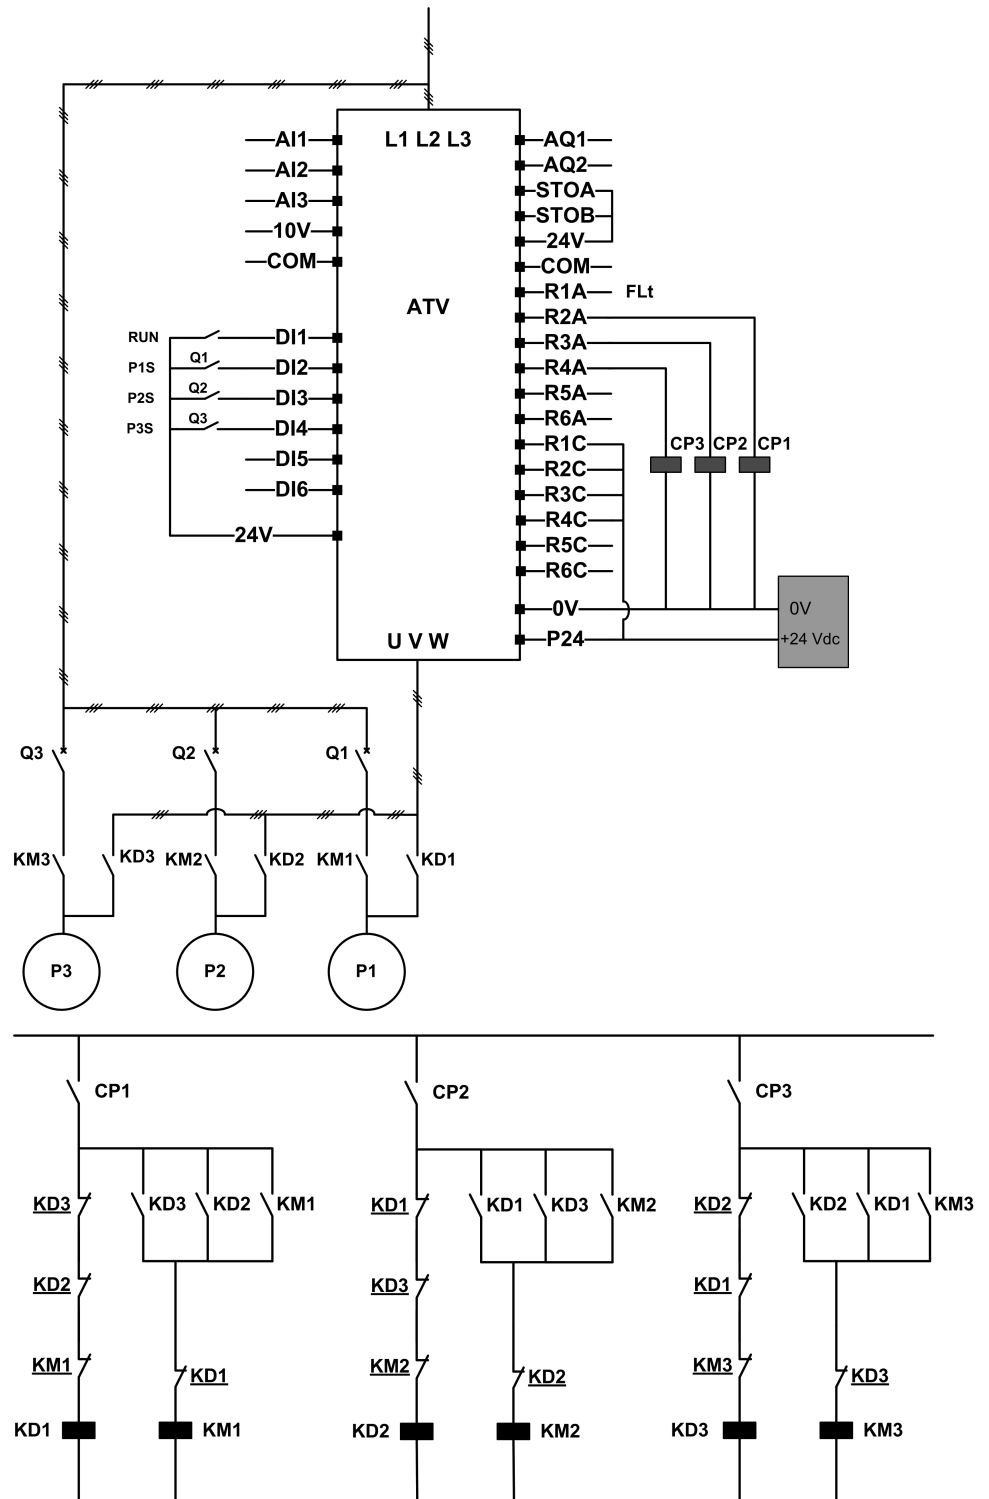 L1 L2 L3
AI1
AQ1
AI2
AQ2
AI3
STOA
STOB
10V
24V
COM
COM
R1A
FLt
ATV
R2A
RUN
DI1
R3A
P1S
Q1
DI2
R4A
P2S
Q2
DI3
R5A
P3S
Q3
DI4
R6A
R1C
CP3
CP2
CP1
DI5
R2C
DI6
R3C
R4C
24V
R5C
R6C
0V
0V
U V W
P24
+24 Vdc
Q3
Q2
Q1
KM3
KD3
KM2
KD2
KM1
KD1
P3
P2
P1
CP1
CP2
CP3
KD3
KD3
KD2
KM1
KD1
KD1
KD3
KM2
KD2
KD2
KD1
KM3
KD2
KD3
KD1
KM1
KD1
KM2
KD2
KM3
KD3
KD1
KM1
KD2
KM2
KD3
KM3